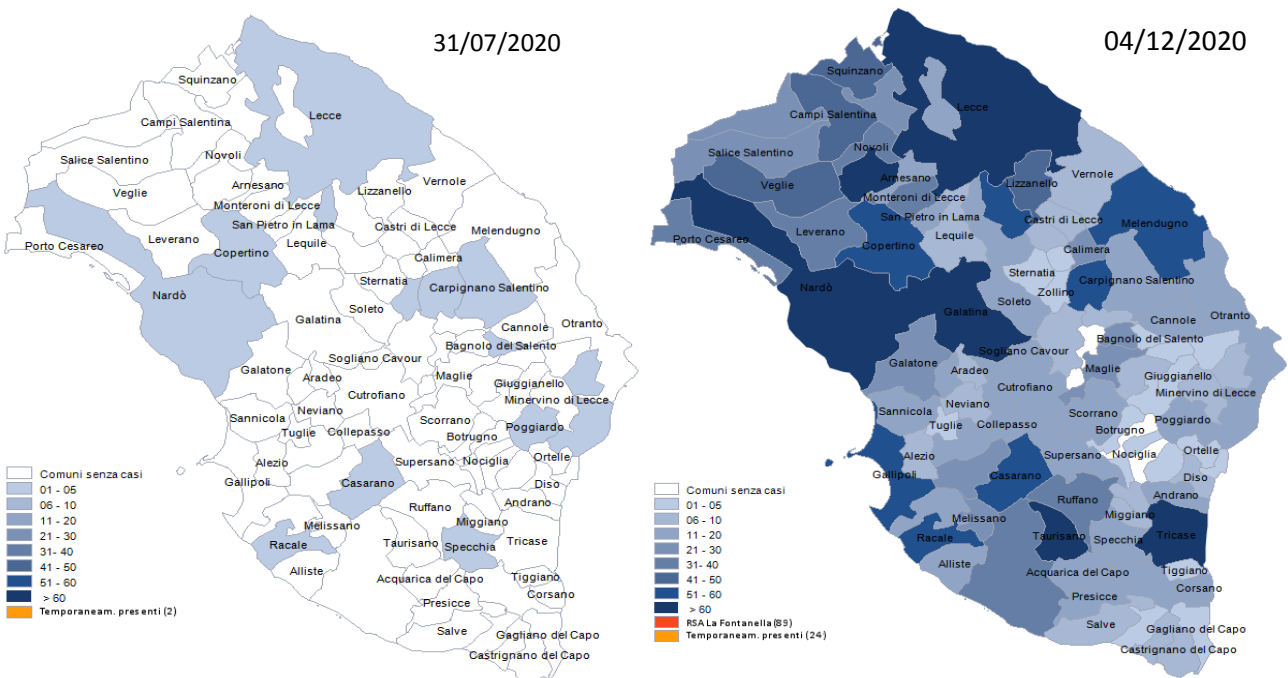 31/07/2020
Squinzano
Lecce
Campi Salentina
Novoli
Salice Salentino
Arnesano
Vernole
Lizzanello
Veglie
Monteroni di Lecce
San Pietro in Lama
Castri di Lecce
Melendugno
Leverano
Lequile
Porto Cesareo
Copertino
Calimera
Sternatia
Carpignano Salentino
Nardò
Soleto
Galatina
Cannole
Otranto
Bagnolo del Salento
Sogliano Cavour
Galatone
Aradeo
Maglie
Giuggianello
Cutrofiano
Minervino di Lecce
Neviano
Sannicola
Scorrano
Poggiardo
Tuglie
Collepasso
Botrugno
Ortelle
Alezio
Supersano
Nociglia
Gallipoli
Casarano
Diso
Ruffano
Andrano
Melissano
Miggiano
Racale
Taurisano
Specchia
Tricase
Alliste
Acquarica del Capo
Tiggiano
Corsano
Presicce
Salve
Gagliano del Capo
Castrignano del Capo
Comuni senza casi
01 - 05
06 - 10
11 - 20
21 - 30
31- 40
41 - 50
51 - 60
> 60
Temporaneam. presenti (2)
04/12/2020
Squinzano
Lecce
Campi Salentina
Novoli
Salice Salentino
Arnesano
Vernole
Lizzanello
Veglie
Monteroni di Lecce
San Pietro in Lama
Castri di Lecce
Melendugno
Leverano
Lequile
Porto Cesareo
Copertino
Calimera
Sternatia
Carpignano Salentino
Nardò
Zollino
Soleto
Galatina
Cannole
Otranto
Bagnolo del Salento
Sogliano Cavour
Galatone
Aradeo
Maglie
Giuggianello
Cutrofiano
Minervino di Lecce
Neviano
Sannicola
Scorrano
Poggiardo
Tuglie
Collepasso
Botrugno
Ortelle
Alezio
Supersano
Nociglia
Gallipoli
Casarano
Diso
Ruffano
Andrano
Melissano
Miggiano
Racale
Taurisano
Specchia
Tricase
Alliste
Acquarica del Capo
Tiggiano
Corsano
Presicce
Salve
Gagliano del Capo
Castrignano del Capo
Comuni senza casi
01 - 05
06 - 10
11 - 20
21 - 30
31 - 40
41 - 50
51 - 60
> 60
RSA La Fontanella (89)
Temporaneam. presenti (24)